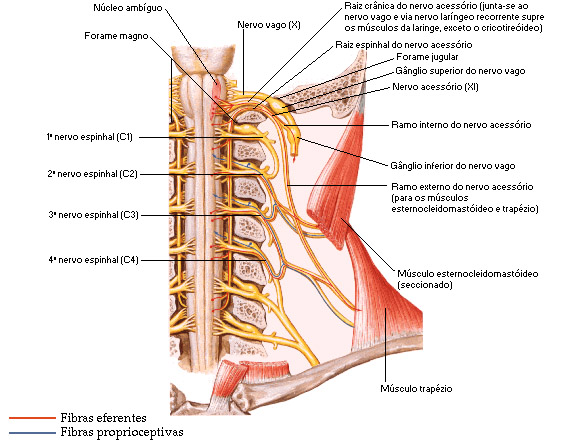 Núcleo ambíguo
Forame magno
Nervo vago (X)
Raiz crânica do nervo acessório (junta-se ao
nervo vago e via nervo laríngeo recorrente supre
os músculos da laringe, exceto o cricotireóideo)
Raiz espinhal do nervo acessório
Forame jugular
Gânglio superior do nervo vago
Nervo acessório (XI)
Ramo interno do nervo acessório
1º nervo espinhal (C1)
Gânglio inferior do nervo vago
2º nervo espinhal (C2)
Ramo externo do nervo acessório
(para os músculos
esternocleidomastóideo e trapézio)
3º nervo espinhal (C3)
4º nervo espinhal (C4)
Músculo esternocleidomastóideo
(seccionado)
Músculo trapézio
Fibras eferentes
Fibras proprioceptivas